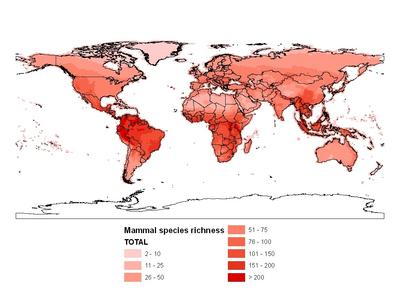 Mammal species richness
TOTAL
2 - 10
11 - 25
26 - 50
51 - 75
76 - 100
101 - 150
151 - 200
> 200